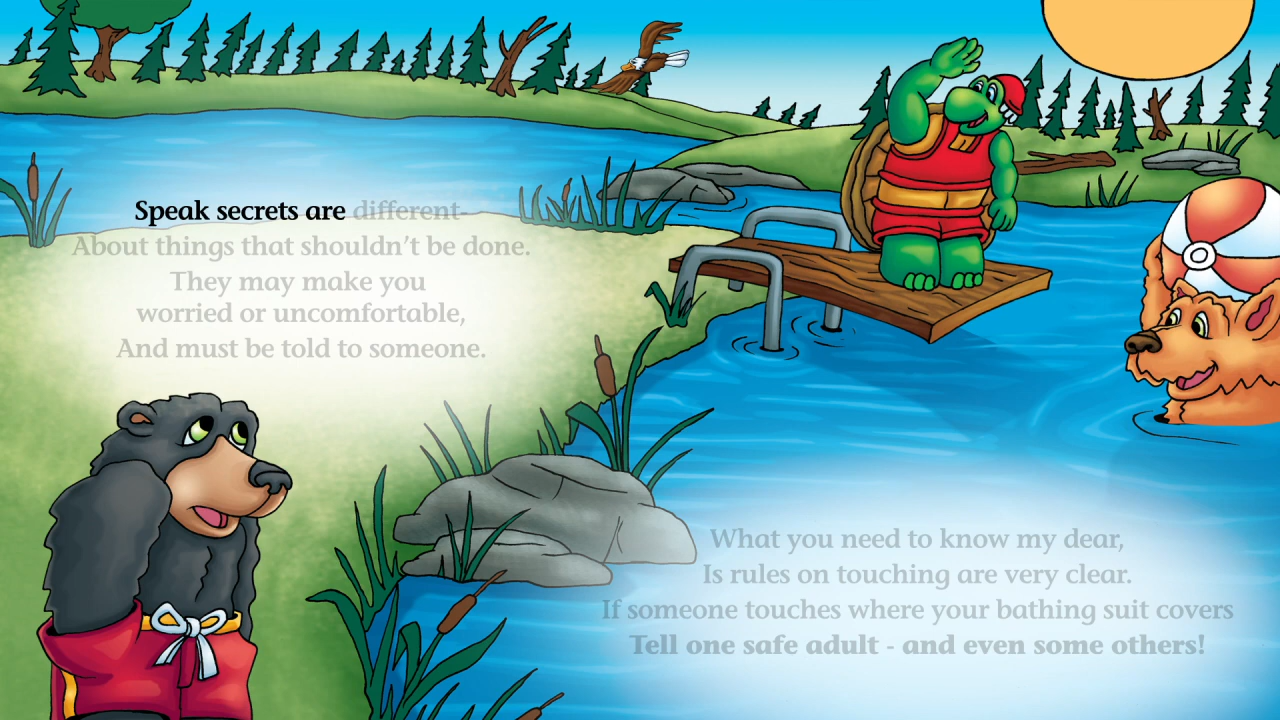 Speak secrets are different-
About things that shouldn't be done.
They may make you
worried or uncomfortable,
And must be told to someone.
What you need to know my dear,
Is rules on touching are very clear.
If someone touches where your bathing suit covers
Tell one safe adult - and even some others!